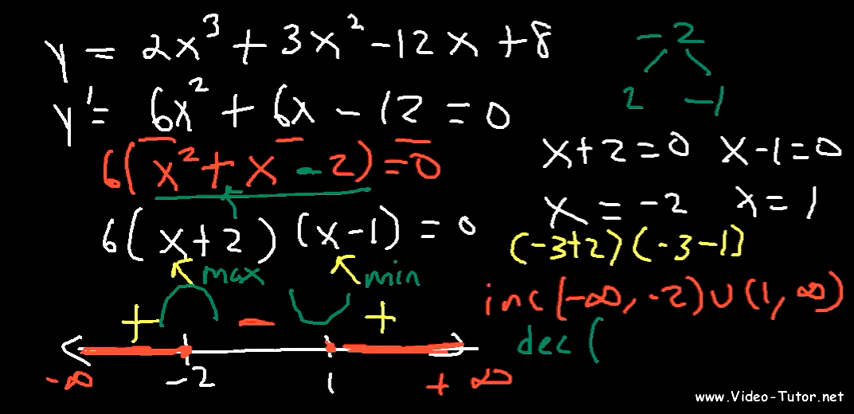 y = 2x³ + 3x² - 12x + 8
y' = 6x² + 6x - 12 = 0
6(x² + x - 2) = 0
6(x+2)(x-1) = 0
max min
+ - +
-∞ -2 1 +∞
-2
2 -1
x+2=0 x-1=0
x = -2 x = 1
(-3+2)(-3-1)
inc(-∞, -2)∪(1, ∞)
dec(
www.Video-Tutor.net